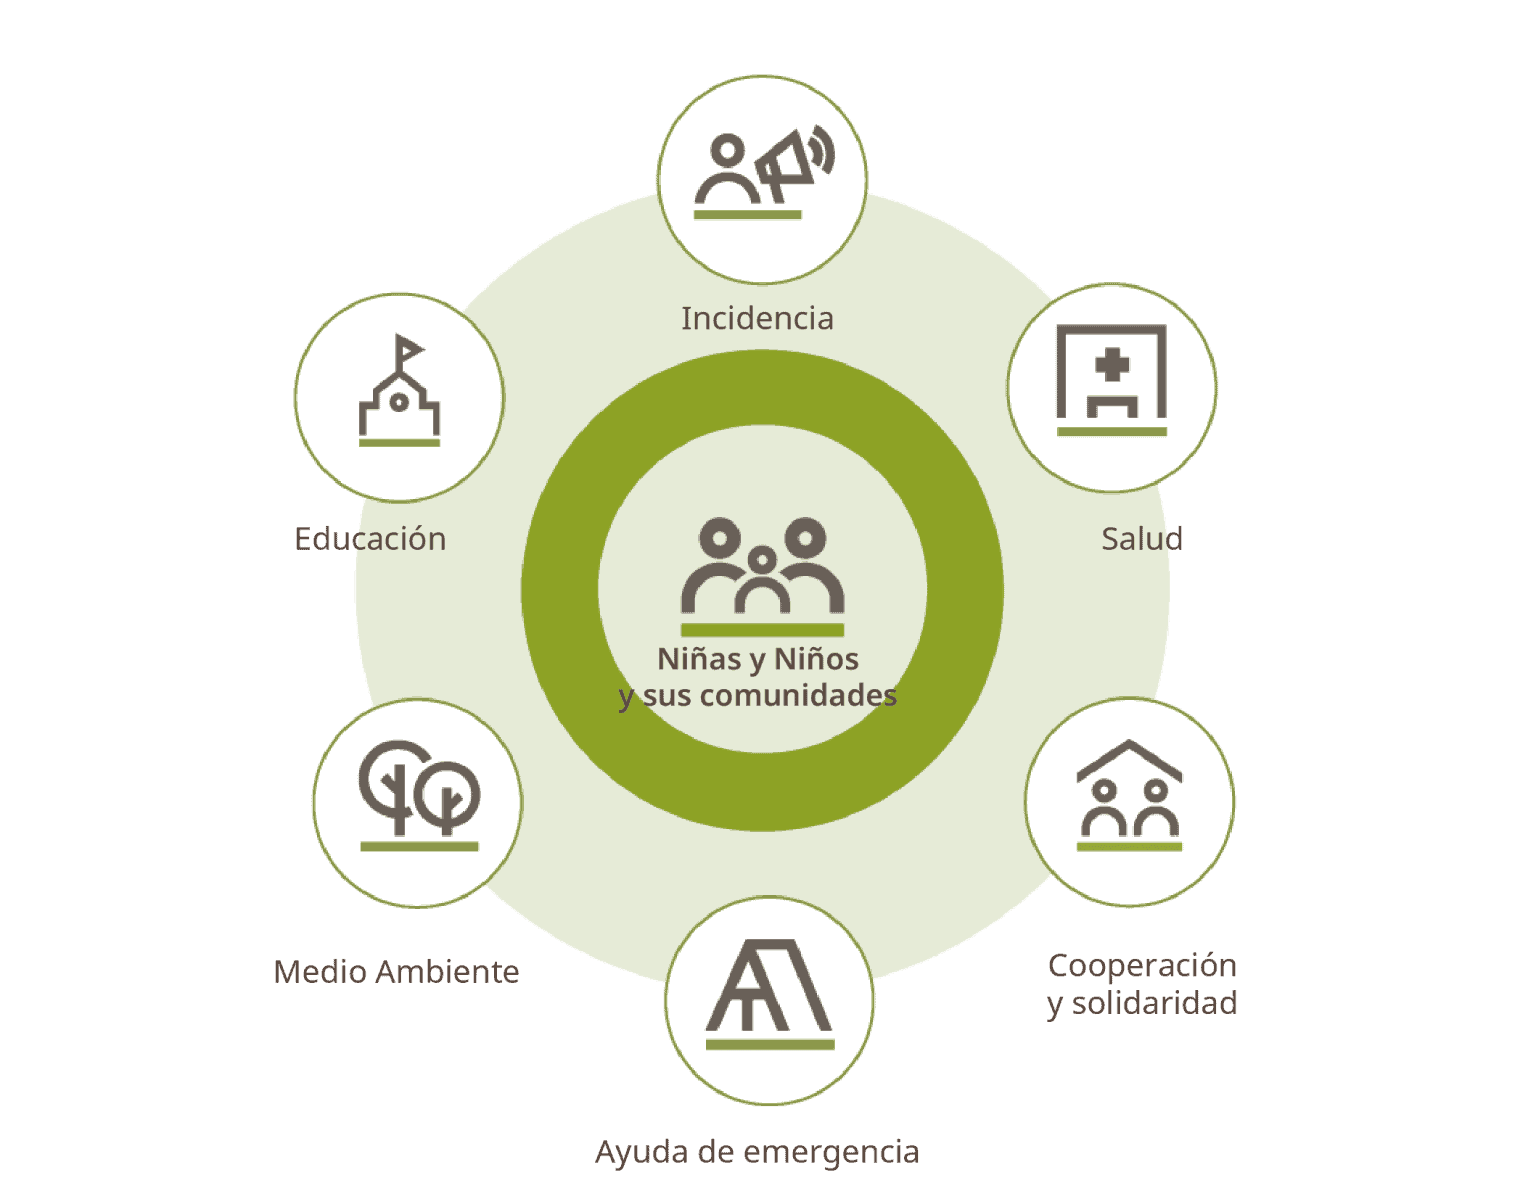 Incidencia
Educación
Salud
Niñas y Niños
y sus comunidades
Medio Ambiente
Cooperación
y solidaridad
Ayuda de emergencia